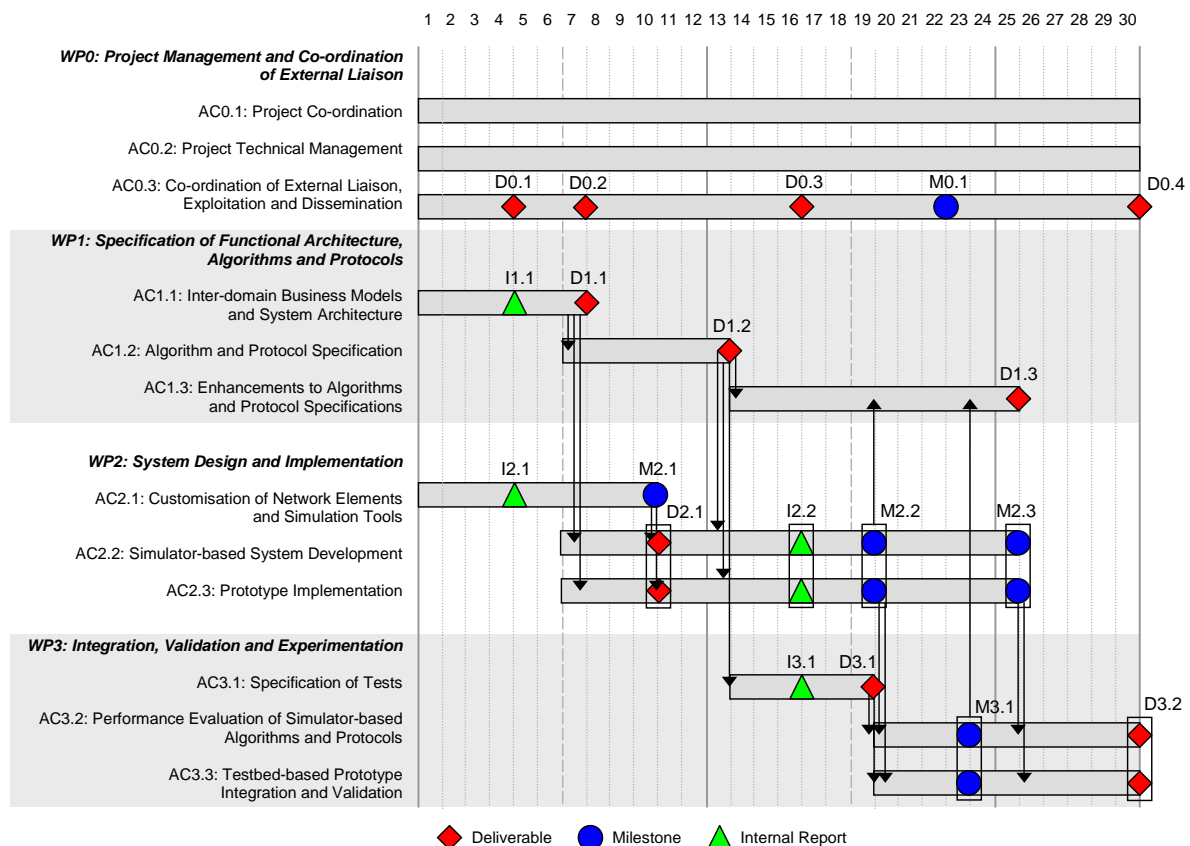 1 2 3 4 5 6 7 8 9 10 11 12 13 14 15 16 17 18 19 20 21 22 23 24 25 26 27 28 29 30
WP0: Project Management and Co-ordination
of External Liaison
AC0.1: Project Co-ordination
AC0.2: Project Technical Management
AC0.3: Co-ordination of External Liaison,
Exploitation and Dissemination
D0.1 D0.2 D0.3 M0.1 D0.4
WP1: Specification of Functional Architecture,
Algorithms and Protocols
I1.1 D1.1
AC1.1: Inter-domain Business Models
and System Architecture
D1.2
AC1.2: Algorithm and Protocol Specification
D1.3
AC1.3: Enhancements to Algorithms
and Protocol Specifications
WP2: System Design and Implementation
I2.1 M2.1
AC2.1: Customisation of Network Elements
and Simulation Tools
D2.1 I2.2 M2.2 M2.3
AC2.2: Simulator-based System Development
AC2.3: Prototype Implementation
WP3: Integration, Validation and Experimentation
I3.1 D3.1
AC3.1: Specification of Tests
M3.1 D3.2
AC3.2: Performance Evaluation of Simulator-based
Algorithms and Protocols
AC3.3: Testbed-based Prototype
Integration and Validation
Deliverable Milestone Internal Report